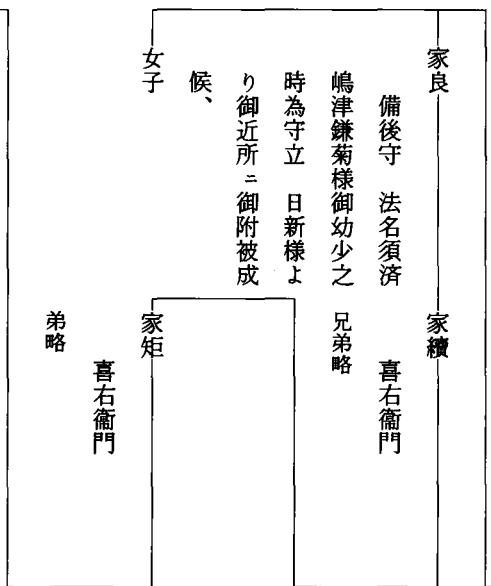 家良
備後守　法名須済
嶋津鎌菊様御幼少之
時為守立　日新様よ
り御近所ニ御附被成
候、
女子
家續
喜右衞門
兄弟略
家矩
喜右衞門
弟略